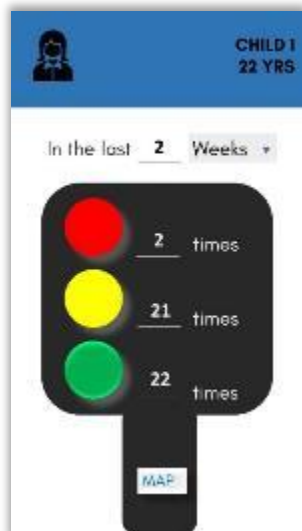 CHILD 1
22 YRS
In the last 2 Weeks
2 times
21 times
22 times
MAP